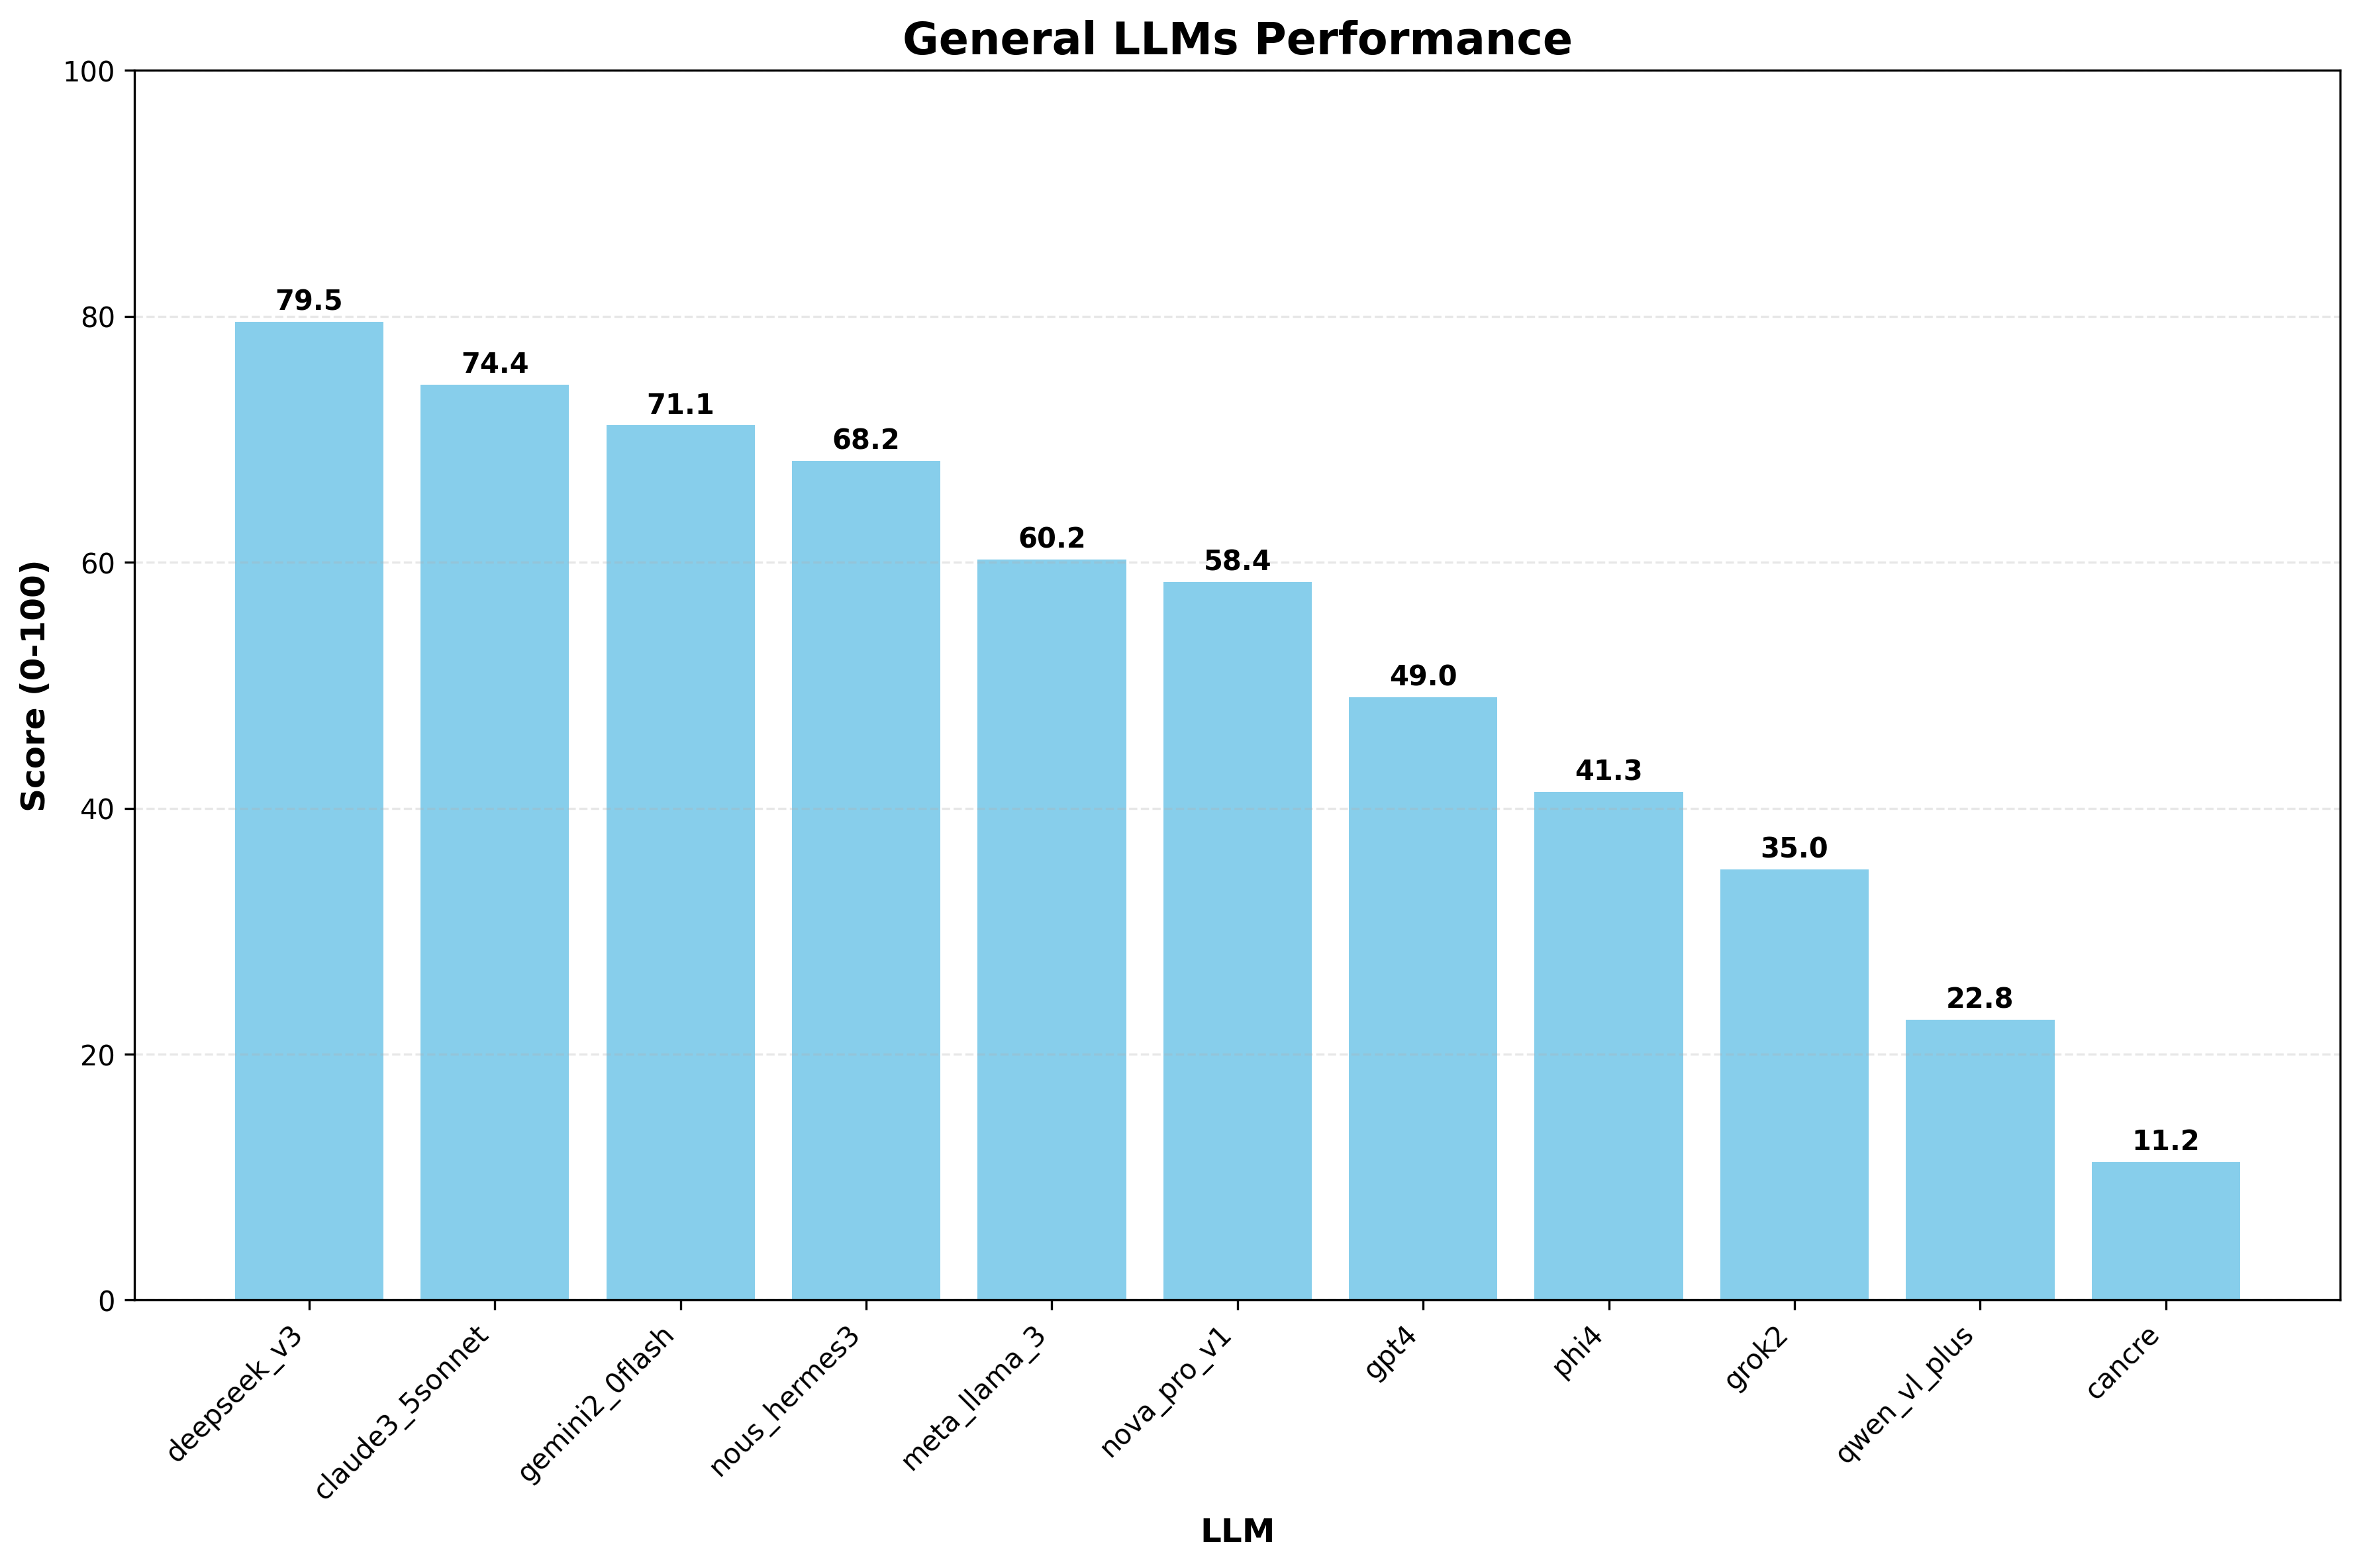 General LLMs Performance
100
80
60
40
20
0
Score (0-100)
79.5
74.4
71.1
68.2
60.2
58.4
49.0
41.3
35.0
22.8
11.2
deepseek_v3
claude3_5sonnet
gemini2_0flash
nous_hermes3
meta_llama_3
nova_pro_v1
gpt4
phi4
grok2
qwen_vl_plus
cancre
LLM